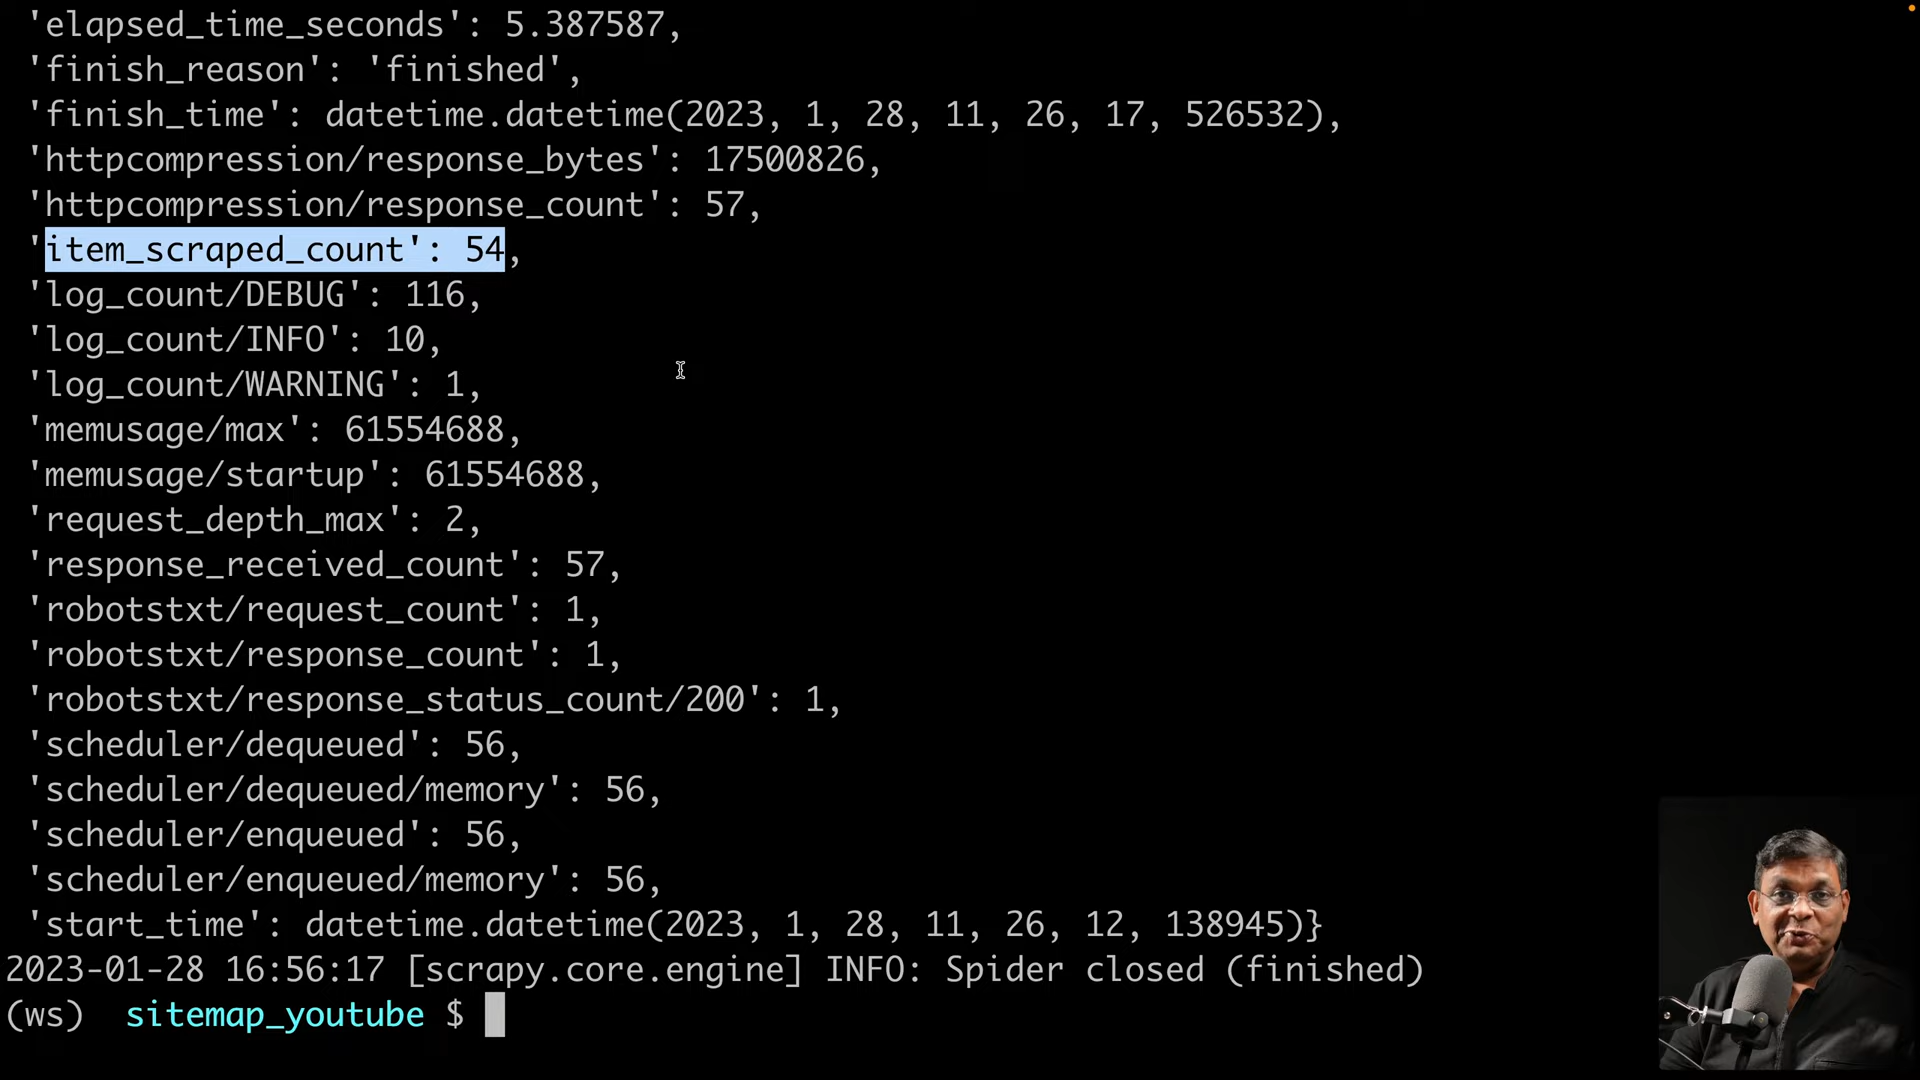 'elapsed_time_seconds': 5.387587,
'finish_reason': 'finished',
'finish_time': datetime.datetime(2023, 1, 28, 11, 26, 17, 526532),
'httpcompression/response_bytes': 17500826,
'httpcompression/response_count': 57,
'item_scraped_count': 54,
'log_count/DEBUG': 116,
'log_count/INFO': 10,
'log_count/WARNING': 1,
'memusage/max': 61554688,
'memusage/startup': 61554688,
'request_depth_max': 2,
'response_received_count': 57,
'robotstxt/request_count': 1,
'robotstxt/response_count': 1,
'robotstxt/response_status_count/200': 1,
'scheduler/dequeued': 56,
'scheduler/dequeued/memory': 56,
'scheduler/enqueued': 56,
'scheduler/enqueued/memory': 56,
'start_time': datetime.datetime(2023, 1, 28, 11, 26, 12, 138945)}
2023-01-28 16:56:17 [scrapy.core.engine] INFO: Spider closed (finished)
(ws) sitemap_youtube $